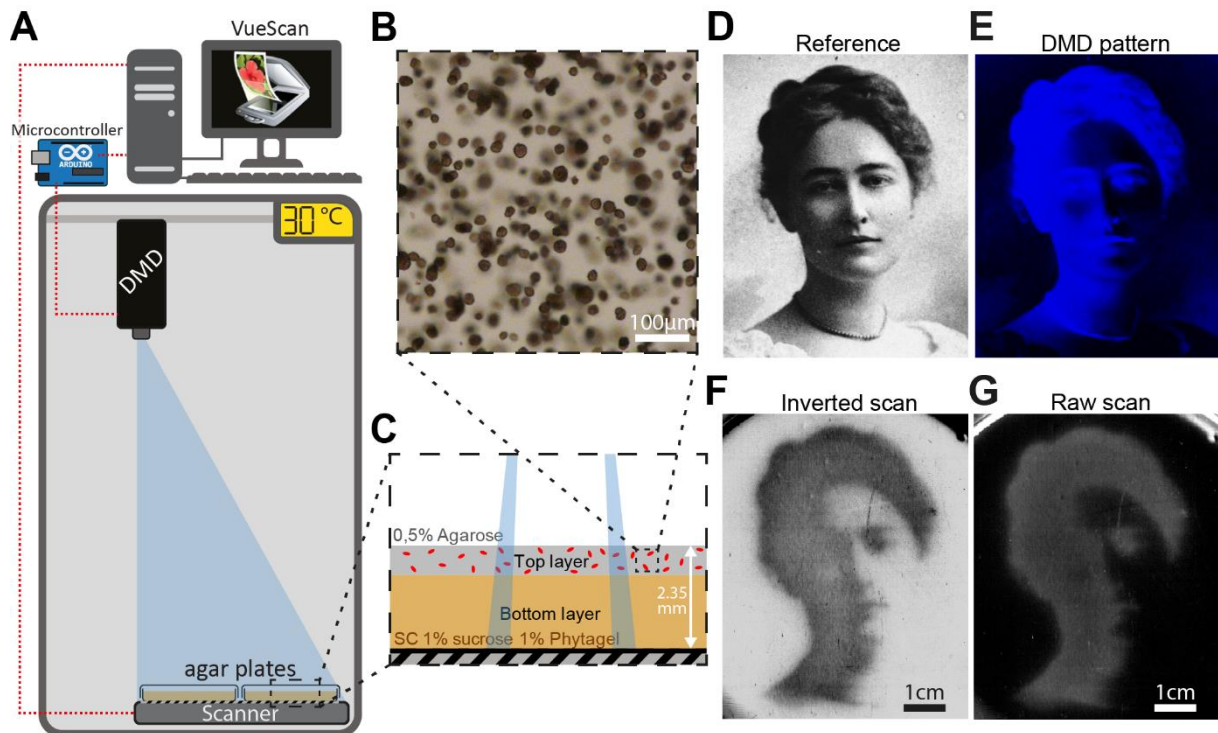 A
VueScan
Microcontroller
ARDUINO
30 °C
DMD
agar plates
Scanner
B
100µm
C
0,5% Agarose
Top layer
2.35
mm
Bottom layer
SC 1% sucrose 1% Phytagel
D
Reference
E
DMD pattern
F
Inverted scan
1cm
G
Raw scan
1cm